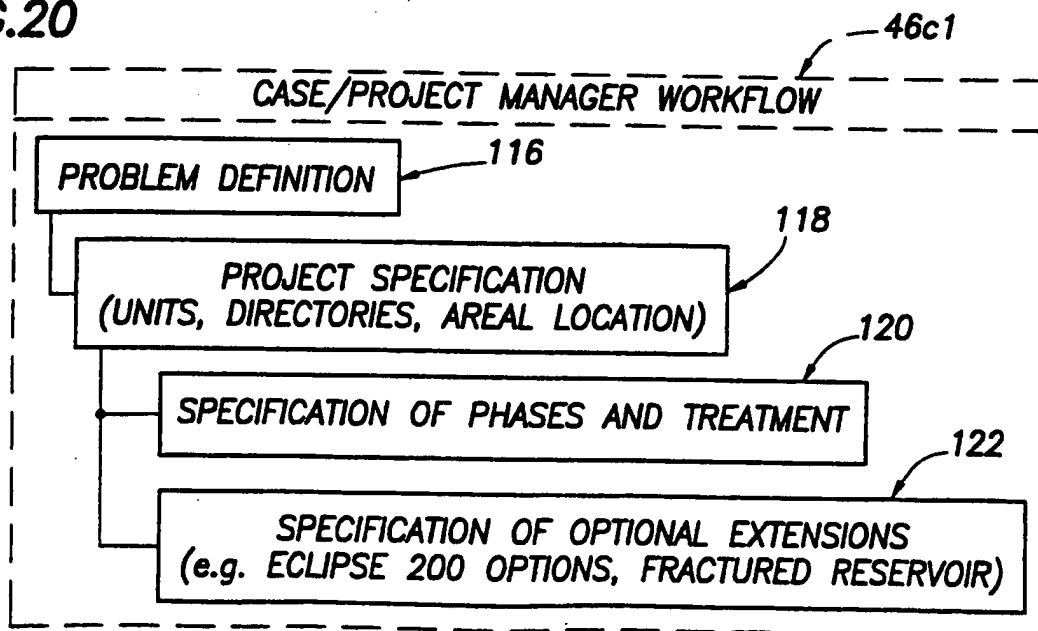 G.20
46c1
CASE/PROJECT MANAGER WORKFLOW
PROBLEM DEFINITION
116
118
PROJECT SPECIFICATION
(UNITS, DIRECTORIES, AREAL LOCATION)
120
SPECIFICATION OF PHASES AND TREATMENT
122
SPECIFICATION OF OPTIONAL EXTENSIONS
(e.g. ECLIPSE 200 OPTIONS, FRACTURED RESERVOIR)